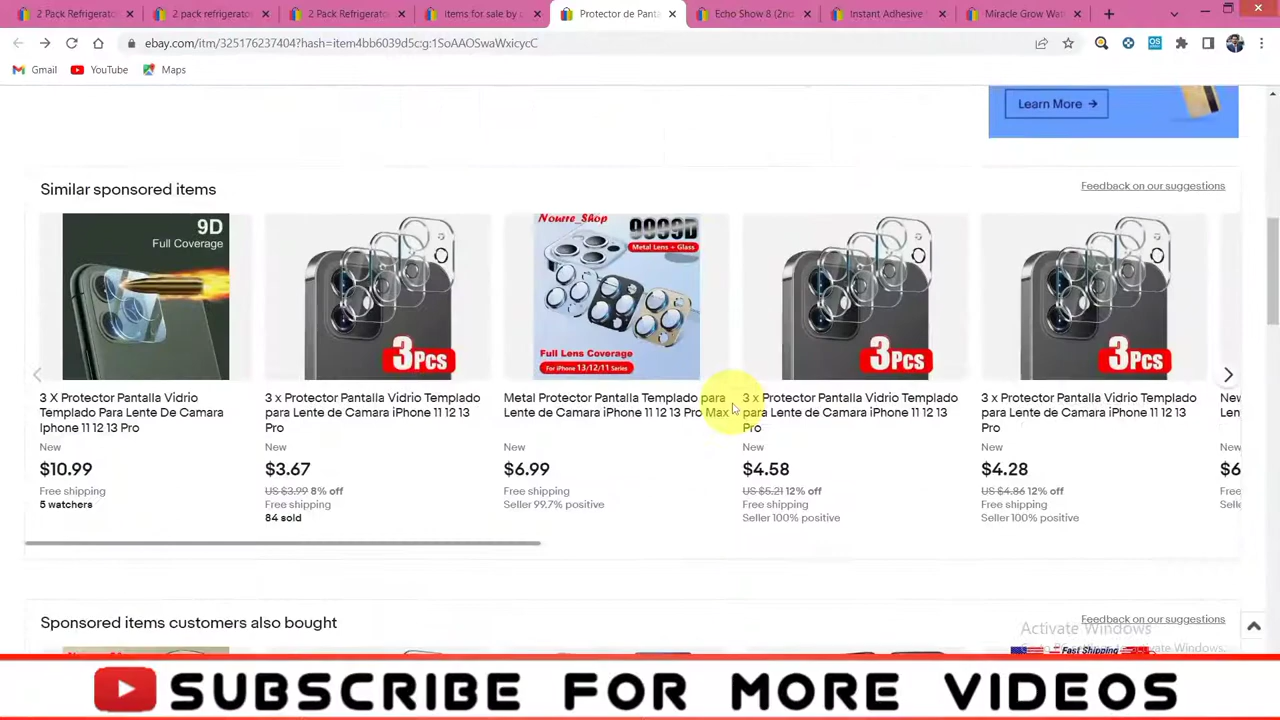 2 Pack Refrigerato
2 pack refrigerato
2 Pack Refrigerato
Items for sale by
Protector de Panta
Echo Show 8 (2nd
Instant Adhesive
Miracle Grow Wat
ebay.com/itm/325176237404?hash=item4bb6039d5c:g:1SoAAOSwaWxicycC
Gmail
YouTube
Maps
Learn More →
Similar sponsored items
Feedback on our suggestions
9D
Full Coverage
3Pcs
Nourre_Shop
9999D
Metal Lens + Glass
Full Lens Coverage
For iPhone 13/12/11 Series
3Pcs
3Pcs
3 X Protector Pantalla Vidrio
Templado Para Lente De Camara
Iphone 11 12 13 Pro
New
$10.99
Free shipping
5 watchers
3 x Protector Pantalla Vidrio Templado
para Lente de Camara iPhone 11 12 13
Pro
New
$3.67
US $3.99 8% off
Free shipping
84 sold
Metal Protector Pantalla Templado para
Lente de Camara iPhone 11 12 13 Pro Max
New
$6.99
Free shipping
Seller 99.7% positive
3 x Protector Pantalla Vidrio Templado
para Lente de Camara iPhone 11 12 13
Pro
New
$4.58
US $5.21 12% off
Free shipping
Seller 100% positive
3 x Protector Pantalla Vidrio Templado
para Lente de Camara iPhone 11 12 13
Pro
New
$4.28
US $4.86 12% off
Free shipping
Seller 100% positive
New
Len
New
$6
Free
Selle
Sponsored items customers also bought
Feedback on our suggestions
Activate Windows
Fast Shipping
SUBSCRIBE FOR MORE VIDEOS